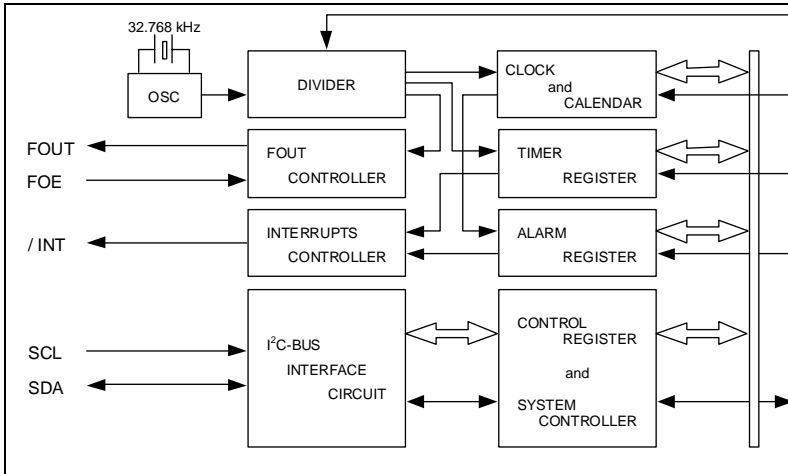 32.768 kHz
OSC
DIVIDER
CLOCK
and
CALENDAR
FOUT
FOE
FOUT
CONTROLLER
TIMER
REGISTER
/ INT
INTERRUPTS
CONTROLLER
ALARM
REGISTER
SCL
SDA
I²C-BUS
INTERFACE
CIRCUIT
CONTROL
REGISTER
and
SYSTEM
CONTROLLER